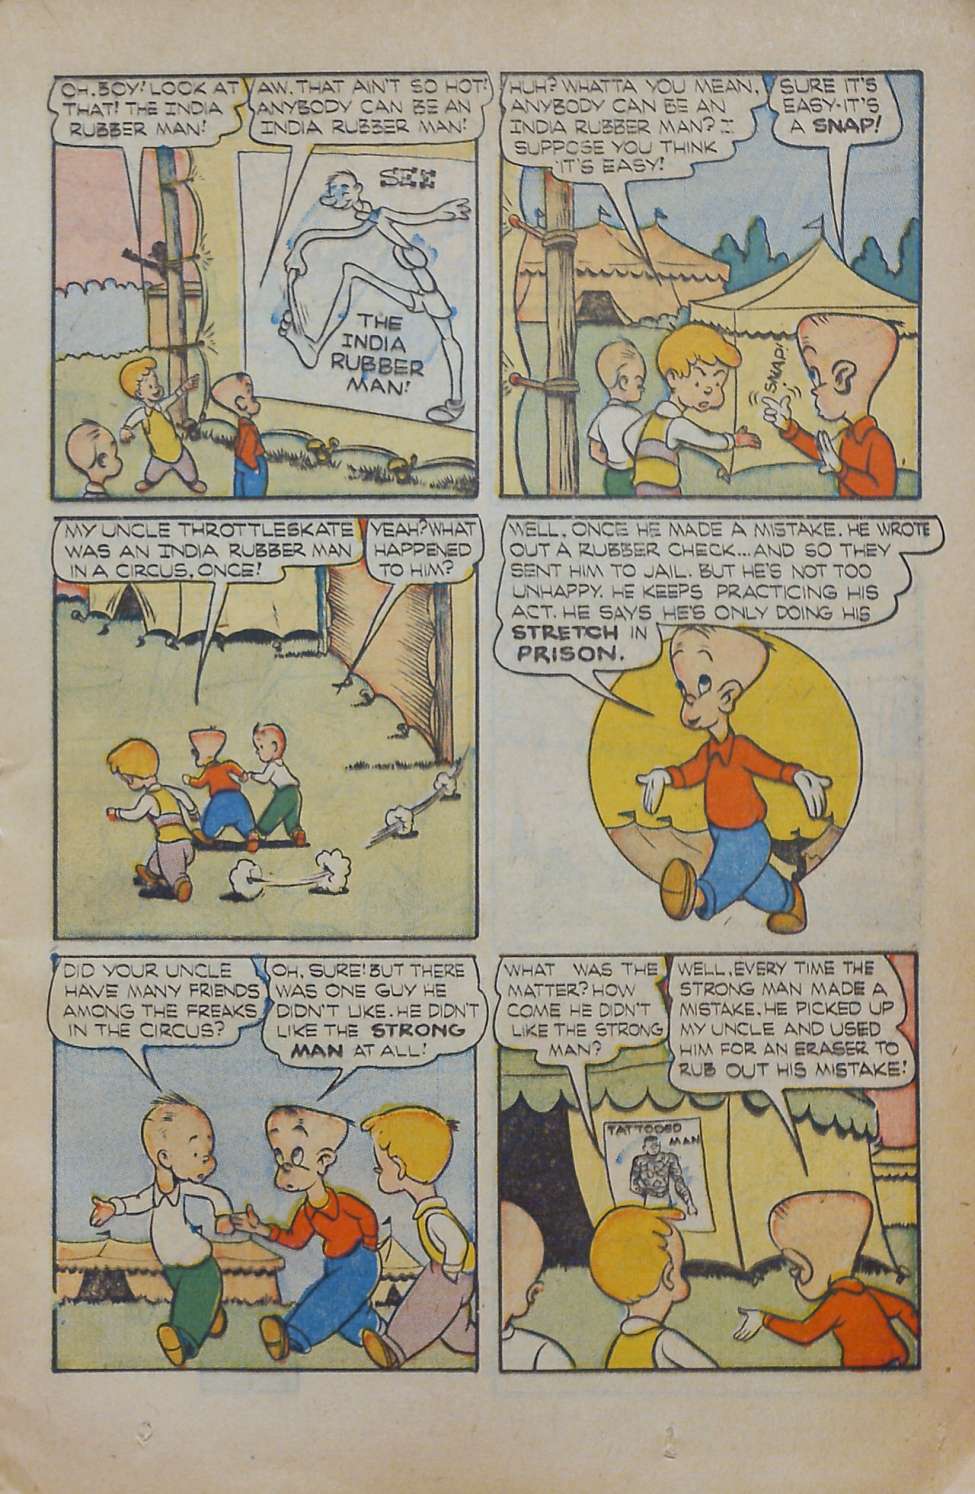 OH, BOY! LOOK AT
THAT! THE INDIA
RUBBER MAN!
AW, THAT AIN'T SO HOT!
ANYBODY CAN BE AN
INDIA RUBBER MAN!
SEE
THE
INDIA
RUBBER
MAN!
HUH? WHATTA YOU MEAN,
ANYBODY CAN BE AN
INDIA RUBBER MAN? I
SUPPOSE YOU THINK
IT'S EASY!
SURE IT'S
EASY-IT'S
A SNAP!
SNAP!
MY UNCLE THROTTLESKATE
WAS AN INDIA RUBBER MAN
IN A CIRCUS, ONCE!
YEAH? WHAT
HAPPENED
TO HIM?
WELL, ONCE HE MADE A MISTAKE. HE WROTE
OUT A RUBBER CHECK...AND SO THEY
SENT HIM TO JAIL. BUT HE'S NOT TOO
UNHAPPY. HE KEEPS PRACTICING HIS
ACT. HE SAYS HE'S ONLY DOING HIS
STRETCH IN
PRISON.
DID YOUR UNCLE
HAVE MANY FRIENDS
AMONG THE FREAKS
IN THE CIRCUS?
OH, SURE! BUT THERE
WAS ONE GUY HE
DIDN'T LIKE. HE DIDN'T
LIKE THE STRONG
MAN AT ALL!
WHAT WAS THE
MATTER? HOW
COME HE DIDN'T
LIKE THE STRONG
MAN?
WELL, EVERY TIME THE
STRONG MAN MADE A
MISTAKE, HE PICKED UP
MY UNCLE AND USED
HIM FOR AN ERASER TO
RUB OUT HIS MISTAKE!
TATTOOED
MAN